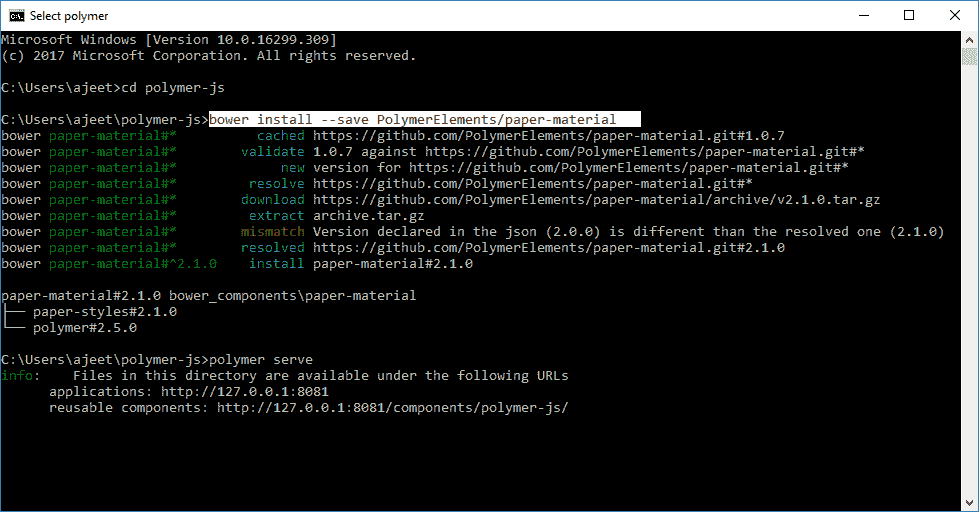 Select polymer
Microsoft Windows [Version 10.0.16299.309]
(c) 2017 Microsoft Corporation. All rights reserved.
C:\Users\ajeet>cd polymer-js
C:\Users\ajeet\polymer-js>bower install --save PolymerElements/paper-material
bower paper-material#* cached https://github.com/PolymerElements/paper-material.git#1.0.7
bower paper-material#* validate 1.0.7 against https://github.com/PolymerElements/paper-material.git#*
bower paper-material#* new version for https://github.com/PolymerElements/paper-material.git#*
bower paper-material#* resolve https://github.com/PolymerElements/paper-material.git#*
bower paper-material#* download https://github.com/PolymerElements/paper-material/archive/v2.1.0.tar.gz
bower paper-material#* extract archive.tar.gz
bower paper-material#* mismatch Version declared in the json (2.0.0) is different than the resolved one (2.1.0)
bower paper-material#* resolved https://github.com/PolymerElements/paper-material.git#2.1.0
bower paper-material#^2.1.0 install paper-material#2.1.0
paper-material#2.1.0 bower_components\paper-material
├── paper-styles#2.1.0
└── polymer#2.5.0
C:\Users\ajeet\polymer-js>polymer serve
info: Files in this directory are available under the following URLs
applications: http://127.0.0.1:8081
reusable components: http://127.0.0.1:8081/components/polymer-js/